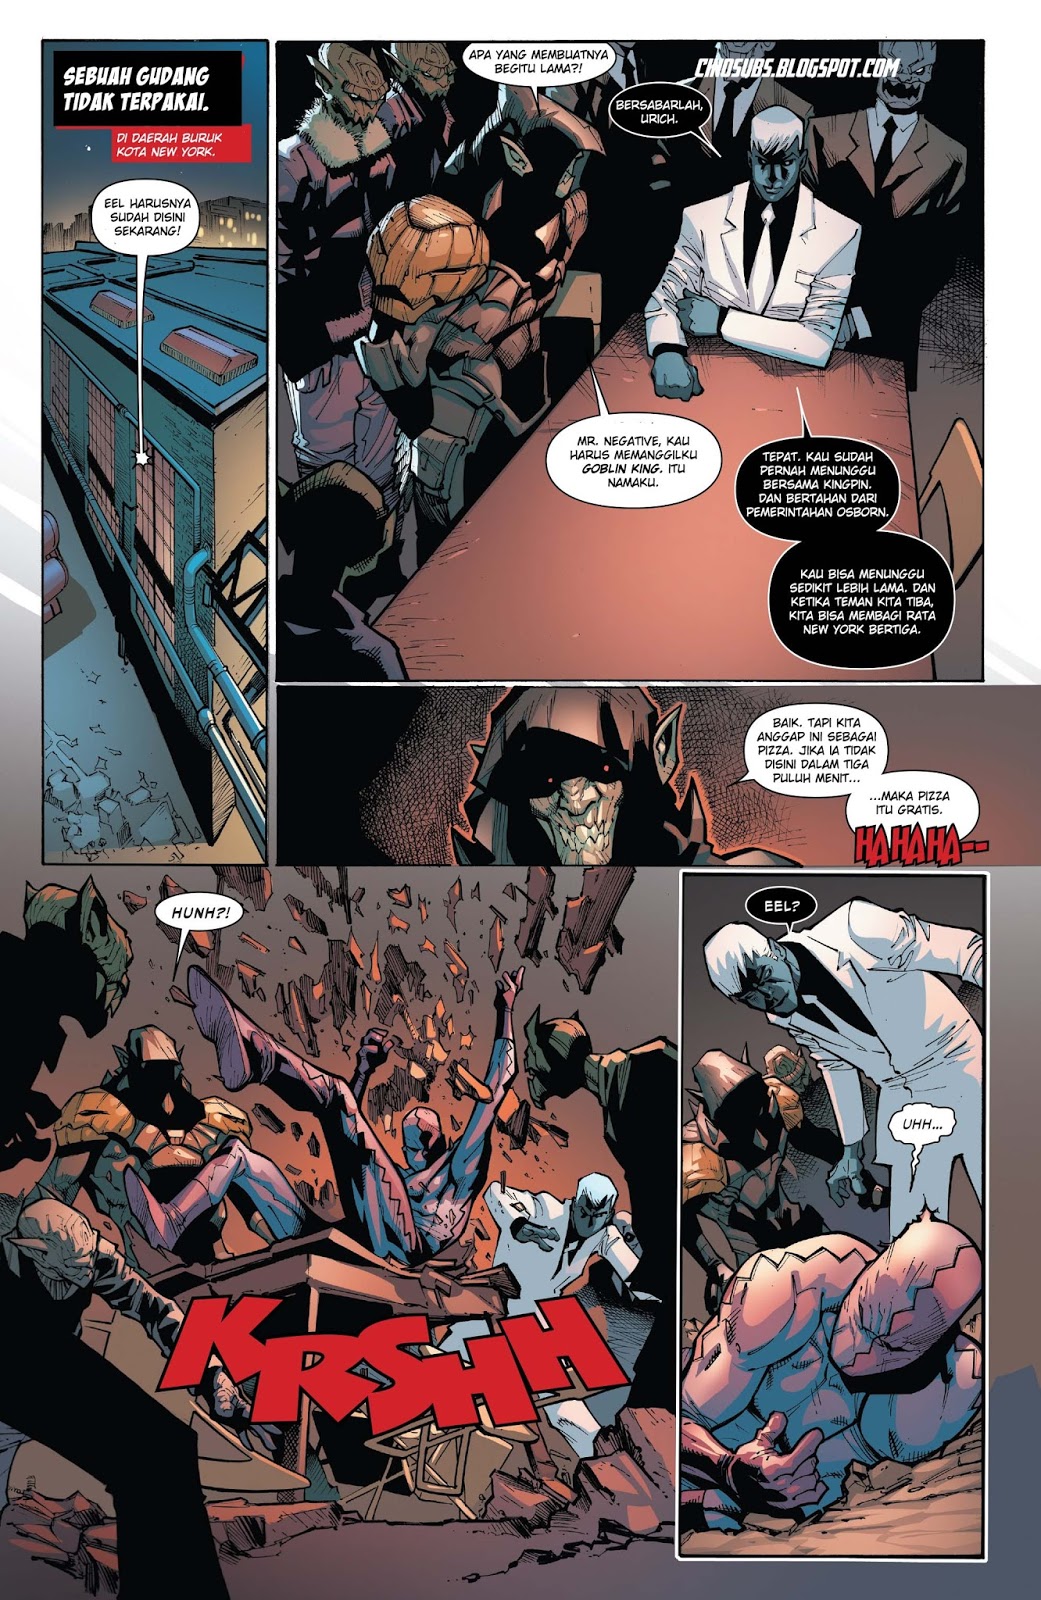 SEBUAH GUDANG
TIDAK TERPAKAI.
DI DAERAH BURUK
KOTA NEW YORK.
EEL HARUSNYA
SUDAH DISINI
SEKARANG!
APA YANG MEMBUATNYA
BEGITU LAMA?!
CINOSUBS.BLOGSPOT.COM
BERSABARLAH,
URICH.
MR. NEGATIVE, KAU
HARUS MEMANGGILKU
GOBLIN KING. ITU
NAMAKU.
TEPAT. KAU SUDAH
PERNAH MENUNGGU
BERSAMA KINGPIN.
DAN BERTAHAN DARI
PEMERINTAHAN OSBORN.
KAU BISA MENUNGGU
SEDIKIT LEBIH LAMA. DAN
KETIKA TEMAN KITA TIBA,
KITA BISA MEMBAGI RATA
NEW YORK BERTIGA.
BAIK. TAPI KITA
ANGGAP INI SEBAGAI
PIZZA. JIKA IA TIDAK
DISINI DALAM TIGA
PULUH MENIT...
...MAKA PIZZA
ITU GRATIS.
HA HA HA--
HUNH?!
KRSHH
EEL?
UHH...